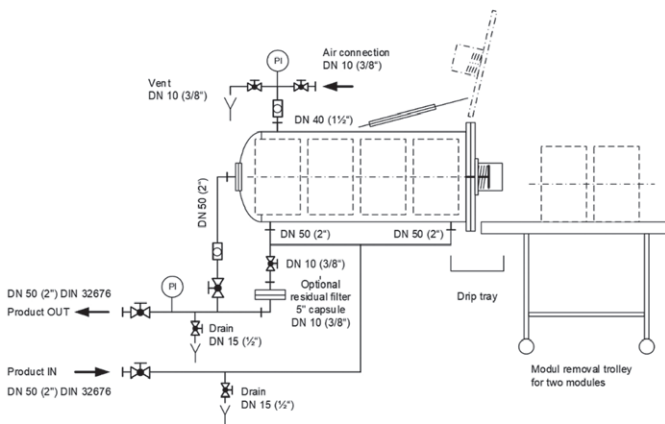 PI
Air connection
DN 10 (3/8“)
Vent
DN 10 (3/8“)
DN 40 (1½“)
DN 50 (2“)
DN 50 (2“)
DN 50 (2“)
DN 10 (3/8“)
Optional
residual filter
5“ capsule
DN 10 (3/8“)
Drip tray
PI
DN 50 (2“) DIN 32676
Product OUT
Drain
DN 15 (½“)
Product IN
DN 50 (2“) DIN 32676
Drain
DN 15 (½“)
Modul removal trolley
for two modules